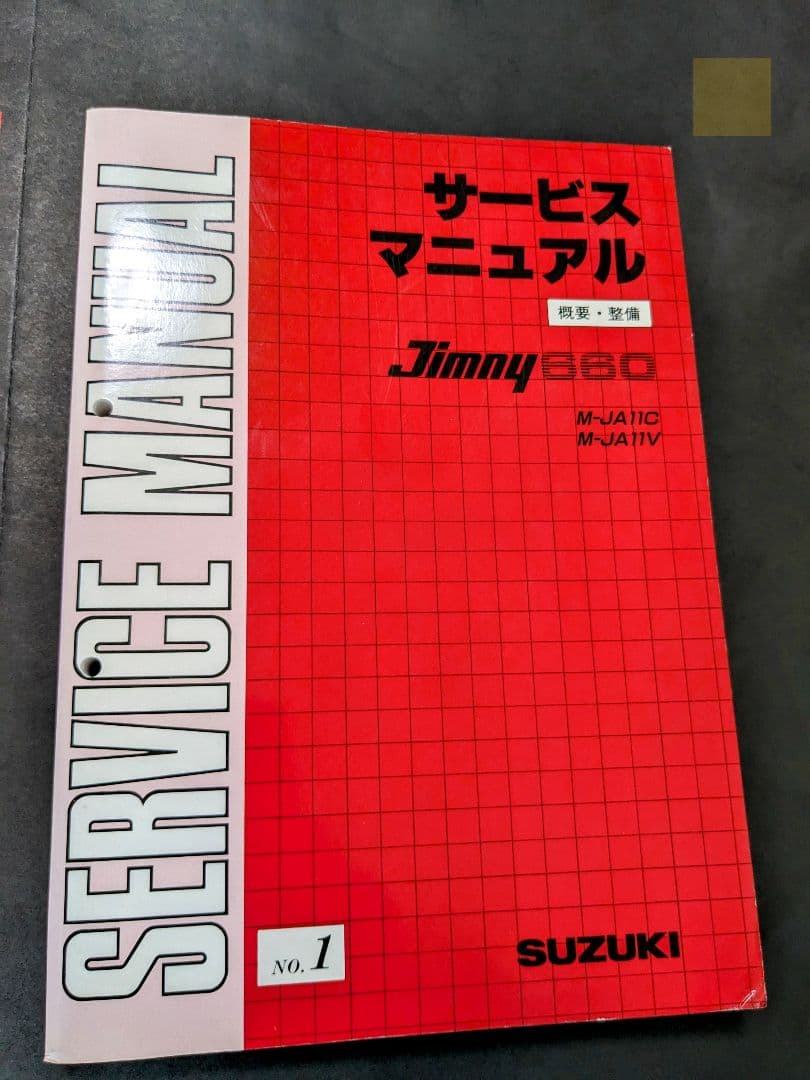 SERVICE MANUAL
サービス
マニュアル
概要・整備
Jimny 660
M-JA11C
M-JA11V
NO. 1
SUZUKI